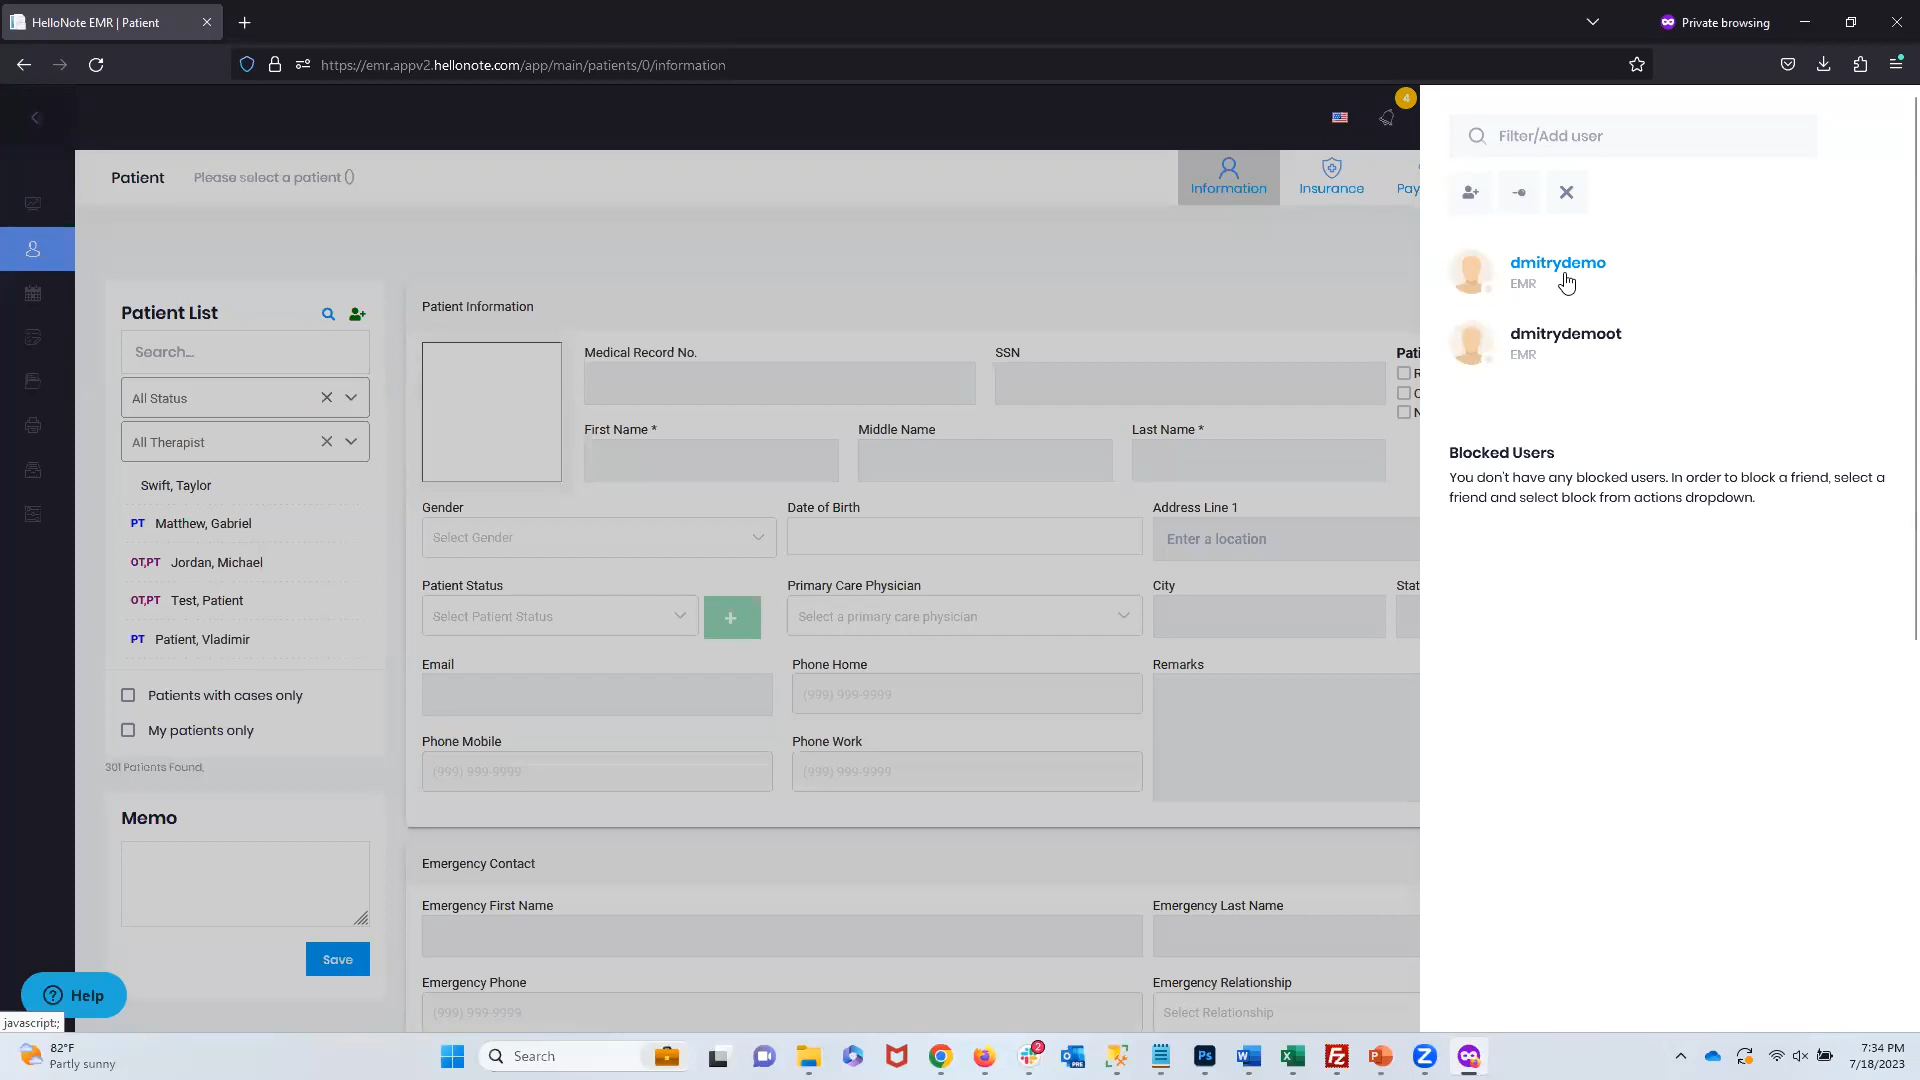 HelloNote EMR | Patient
Private browsing
https://emr.appv2.hellonote.com/app/main/patients/0/information
4
Patient
Please select a patient ()
Information
Insurance
Pay
Filter/Add user
dmitrydemo
EMR
dmitrydemoot
EMR
Blocked Users
You don't have any blocked users. In order to block a friend, select a
friend and select block from actions dropdown.
Patient List
Search...
All Status
All Therapist
Swift, Taylor
PT Matthew, Gabriel
OT,PT Jordan, Michael
OT,PT Test, Patient
PT Patient, Vladimir
Patients with cases only
My patients only
301 Patients Found.
Memo
Save
Help
javascript:;
Patient Information
Medical Record No.
SSN
Pati
R
C
N
First Name *
Middle Name
Last Name *
Gender
Date of Birth
Address Line 1
Select Gender
Enter a location
Patient Status
Primary Care Physician
City
Stat
Select Patient Status
+
Select a primary care physician
Email
Phone Home
Remarks
(999) 999-9999
Phone Mobile
Phone Work
(999) 999-9999
(999) 999-9999
Emergency Contact
Emergency First Name
Emergency Last Name
Emergency Phone
Emergency Relationship
(999) 999-9999
Select Relationship
82°F
Partly sunny
Search
2
7:34 PM
7/18/2023